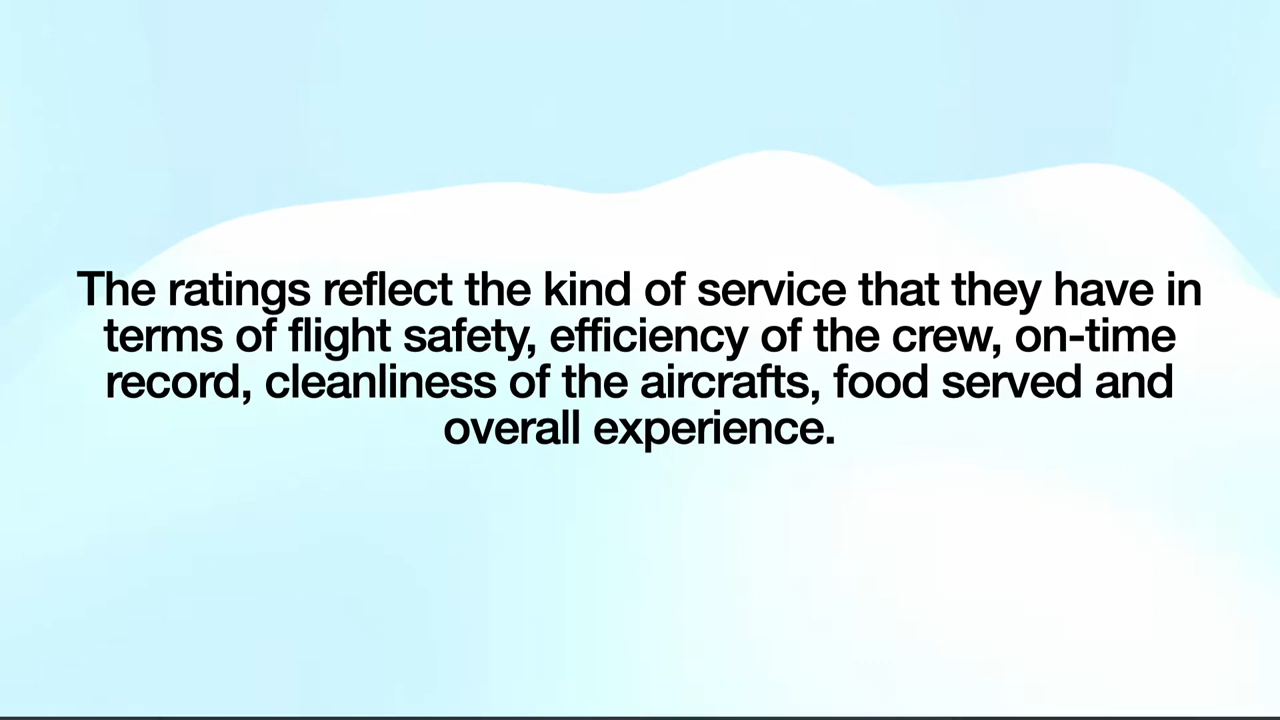 The ratings reflect the kind of service that they have in
terms of flight safety, efficiency of the crew, on-time
record, cleanliness of the aircrafts, food served and
overall experience.